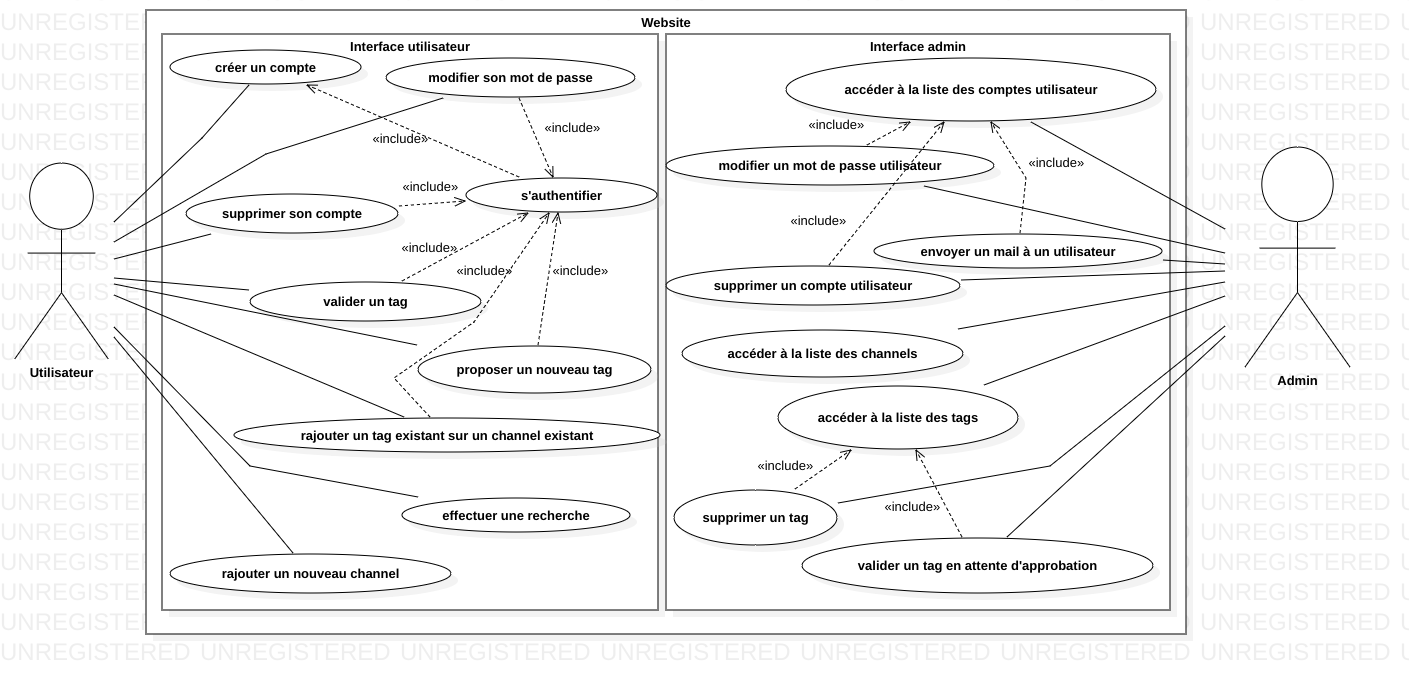 Website
Interface utilisateur
Interface admin
créer un compte
modifier son mot de passe
«include»
«include»
s'authentifier
«include»
supprimer son compte
«include»
«include»
«include»
valider un tag
proposer un nouveau tag
rajouter un tag existant sur un channel existant
effectuer une recherche
rajouter un nouveau channel
Utilisateur
accéder à la liste des comptes utilisateur
«include»
modifier un mot de passe utilisateur
«include»
«include»
envoyer un mail à un utilisateur
supprimer un compte utilisateur
accéder à la liste des channels
accéder à la liste des tags
«include»
supprimer un tag
«include»
valider un tag en attente d'approbation
Admin
UNREGISTERED UNREGISTERED UNREGISTERED UNREGISTERED UNREGISTERED UNREGISTERED UNREGISTERED